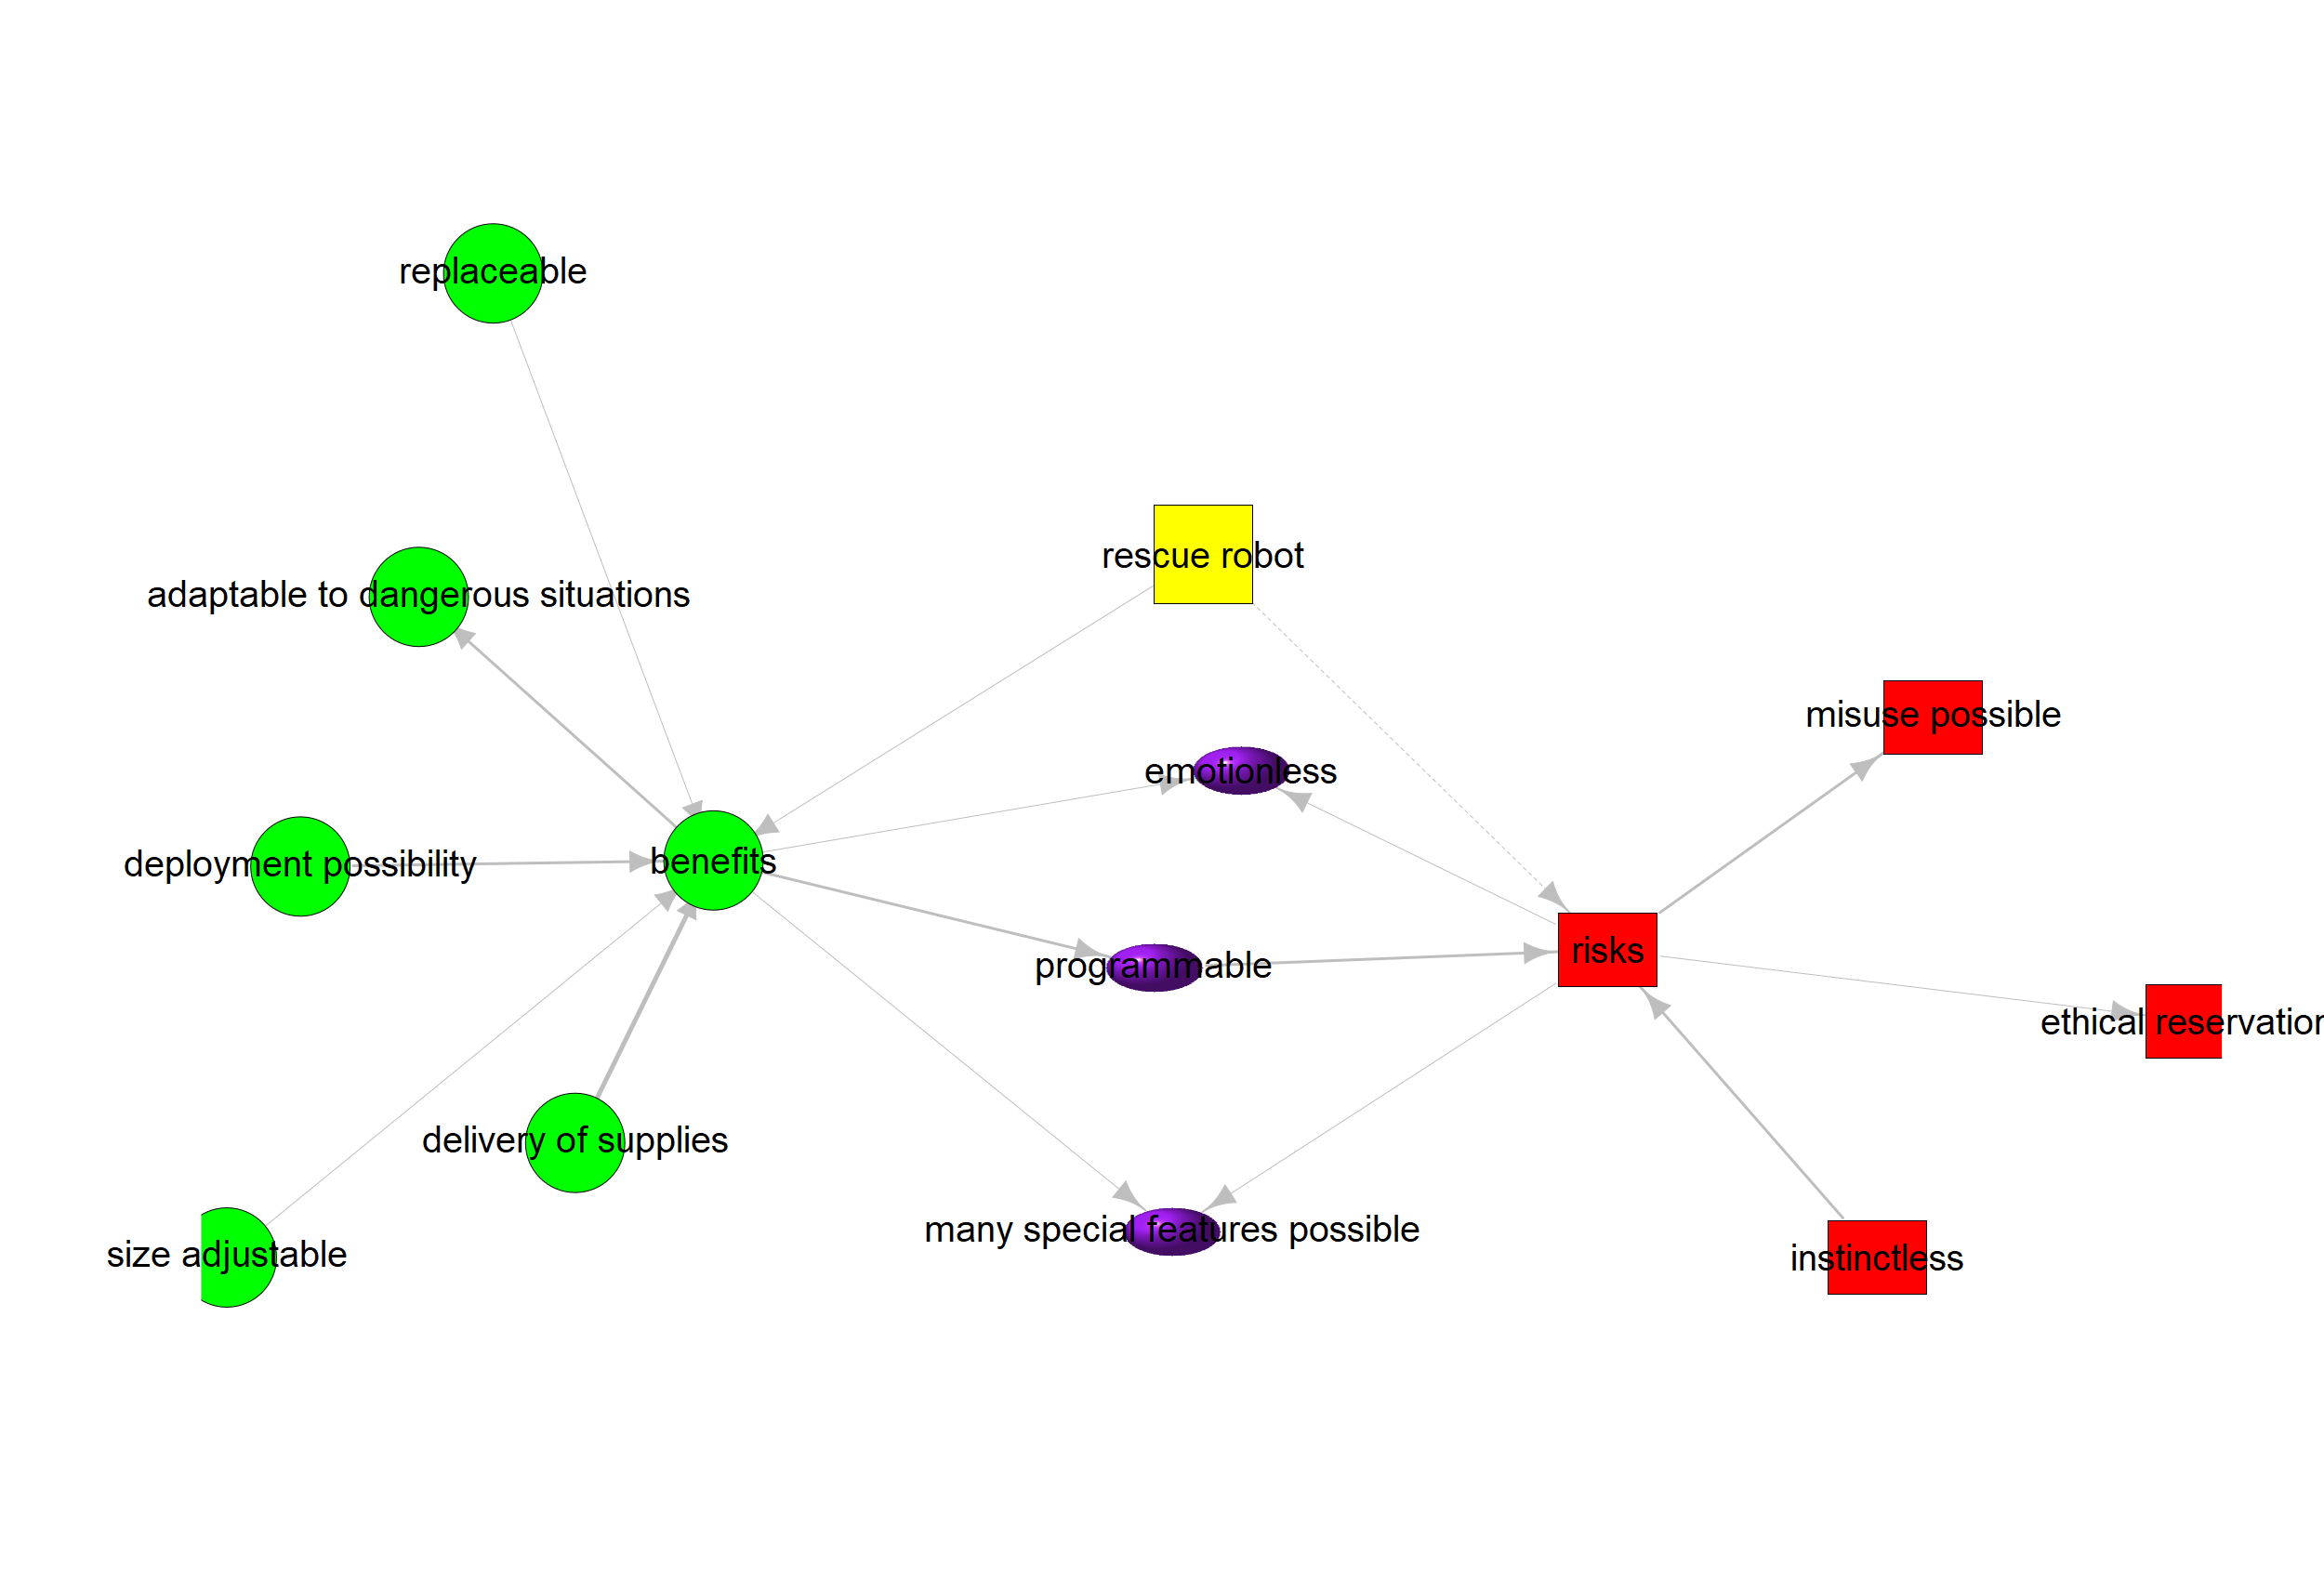 replaceable
rescue robot
adaptable to dangerous situations
misuse possible
emotionless
deployment possibility
benefits
risks
programmable
ethical reservation
delivery of supplies
many special features possible
size adjustable
instinctless